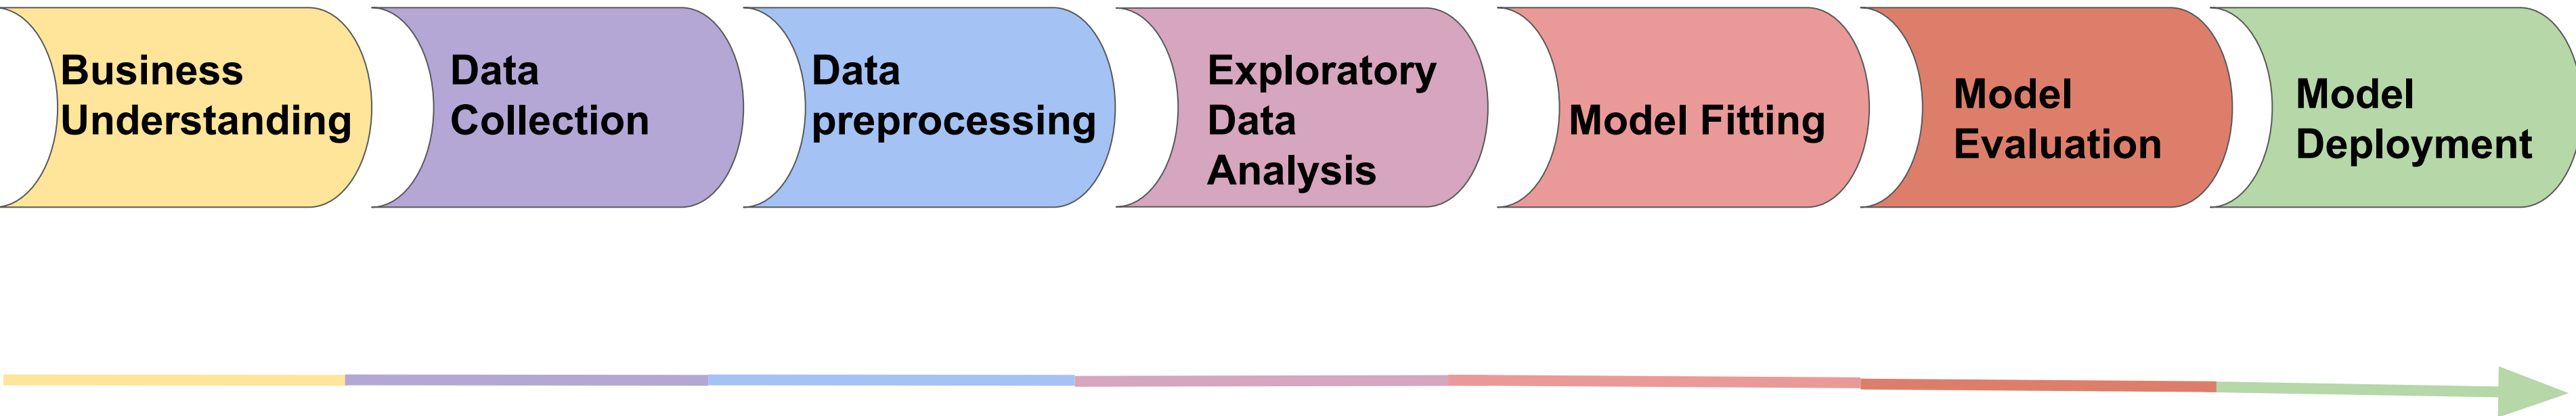 Business
Understanding
Data
Collection
Data
preprocessing
Exploratory
Data
Analysis
Model Fitting
Model
Evaluation
Model
Deployment